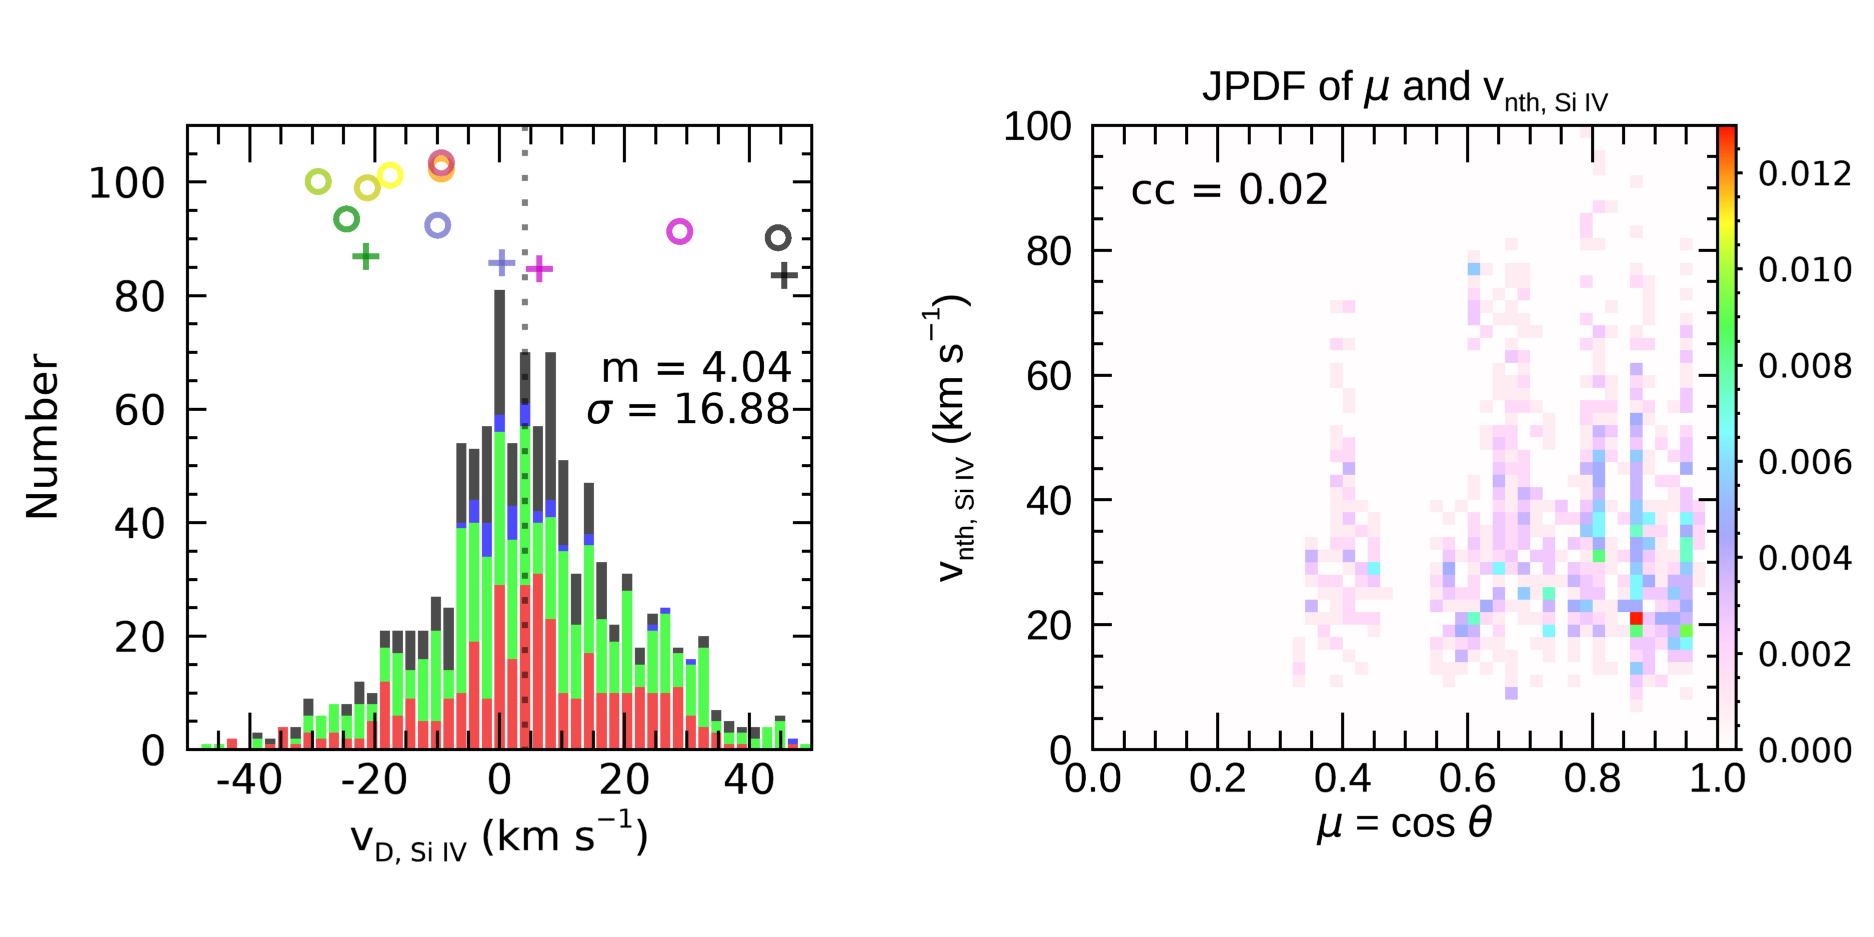 Number
100
80
60
40
20
0
m = 4.04
σ = 16.88
-40 -20 0 20 40
v_D, Si IV (km s⁻¹)
JPDF of μ and v_nth, Si IV
v_nth, Si IV (km s⁻¹)
100
80
60
40
20
0
cc = 0.02
0.012
0.010
0.008
0.006
0.004
0.002
0.000
0.0 0.2 0.4 0.6 0.8 1.0
μ = cos θ